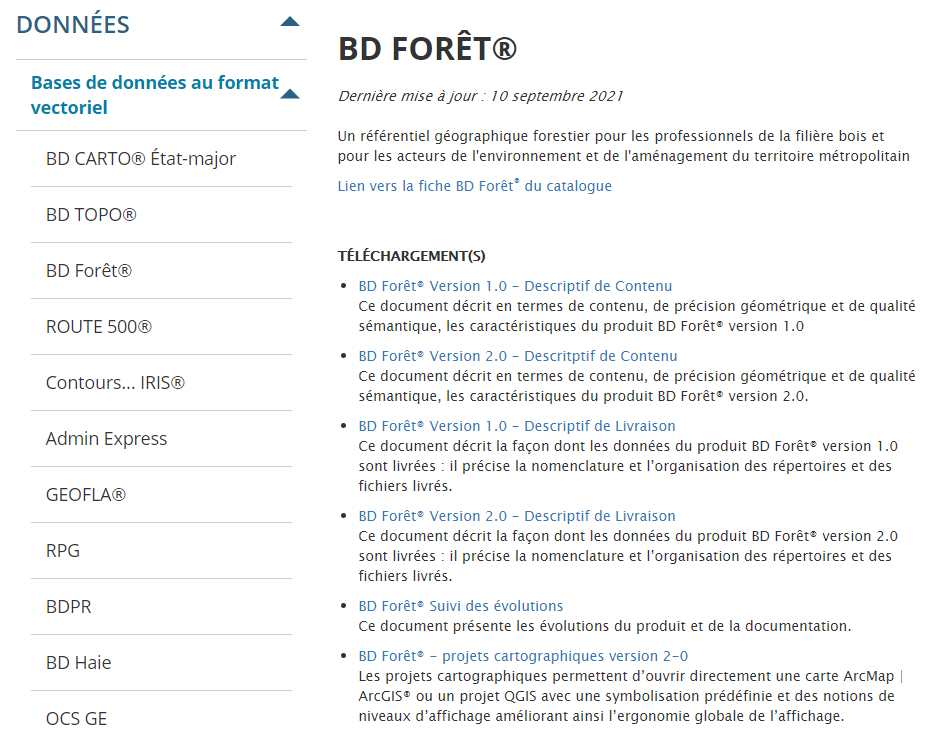 DONNÉES
Bases de données au format
vectoriel
BD CARTO® État-major
BD TOPO®
BD Forêt®
ROUTE 500®
Contours... IRIS®
Admin Express
GEOFLA®
RPG
BDPR
BD Haie
OCS GE
BD FORÊT®
Dernière mise à jour : 10 septembre 2021
Un référentiel géographique forestier pour les professionnels de la filière bois et
pour les acteurs de l'environnement et de l'aménagement du territoire métropolitain
Lien vers la fiche BD Forêt® du catalogue
TÉLÉCHARGEMENT(S)
• BD Forêt® Version 1.0 - Descriptif de Contenu
Ce document décrit en termes de contenu, de précision géométrique et de qualité
sémantique, les caractéristiques du produit BD Forêt® version 1.0
• BD Forêt® Version 2.0 - Descritptif de Contenu
Ce document décrit en termes de contenu, de précision géométrique et de qualité
sémantique, les caractéristiques du produit BD Forêt® version 2.0.
• BD Forêt® Version 1.0 - Descriptif de Livraison
Ce document décrit la façon dont les données du produit BD Forêt® version 1.0
sont livrées : il précise la nomenclature et l’organisation des répertoires et des
fichiers livrés.
• BD Forêt® Version 2.0 - Descriptif de Livraison
Ce document décrit la façon dont les données du produit BD Forêt® version 2.0
sont livrées : il précise la nomenclature et l’organisation des répertoires et des
fichiers livrés.
• BD Forêt® Suivi des évolutions
Ce document présente les évolutions du produit et de la documentation.
• BD Forêt® - projets cartographiques version 2-0
Les projets cartographiques permettent d’ouvrir directement une carte ArcMap |
ArcGIS® ou un projet QGIS avec une symbolisation prédéfinie et des notions de
niveaux d’affichage améliorant ainsi l’ergonomie globale de l’affichage.